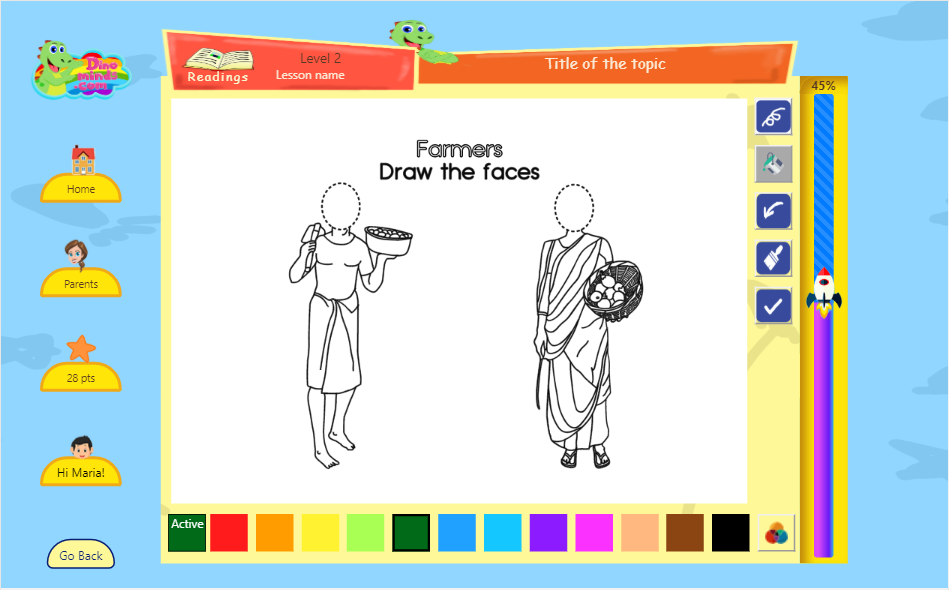 Dino
minds
.com
Readings
Level 2
Lesson name
Title of the topic
45%
Home
Parents
28 pts
Hi Maria!
Go Back
Farmers
Draw the faces
Active